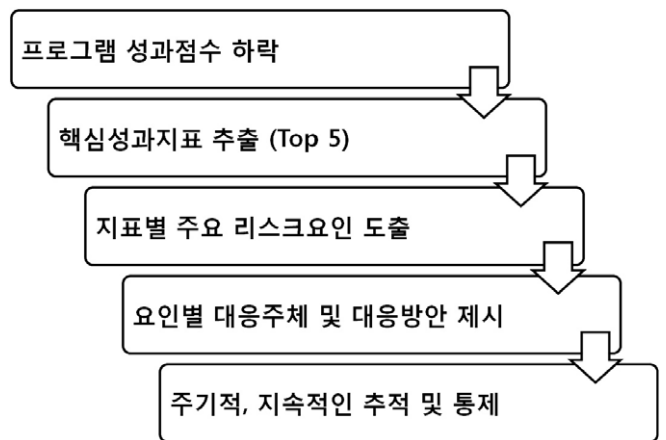 프로그램 성과점수 하락
핵심성과지표 추출 (Top 5)
지표별 주요 리스크요인 도출
요인별 대응주체 및 대응방안 제시
주기적, 지속적인 추적 및 통제